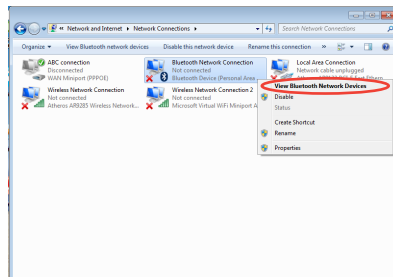 « Network and Internet ▸ Network Connections ▸
Search Network Connections
Organize ▾ View Bluetooth network devices Disable this network device Rename this connection »
ABC connection
Disconnected
WAN Miniport (PPPOE)
Bluetooth Network Connection
Not connected
Bluetooth Device (Personal Area
Local Area Connection
Network cable unplugged
Wireless Network Connection
Not connected
Atheros AR9285 Wireless Network...
Wireless Network Connection 2
Not connected
Microsoft Virtual WiFi Miniport A
View Bluetooth Network Devices
Disable
Status
Create Shortcut
Rename
Properties